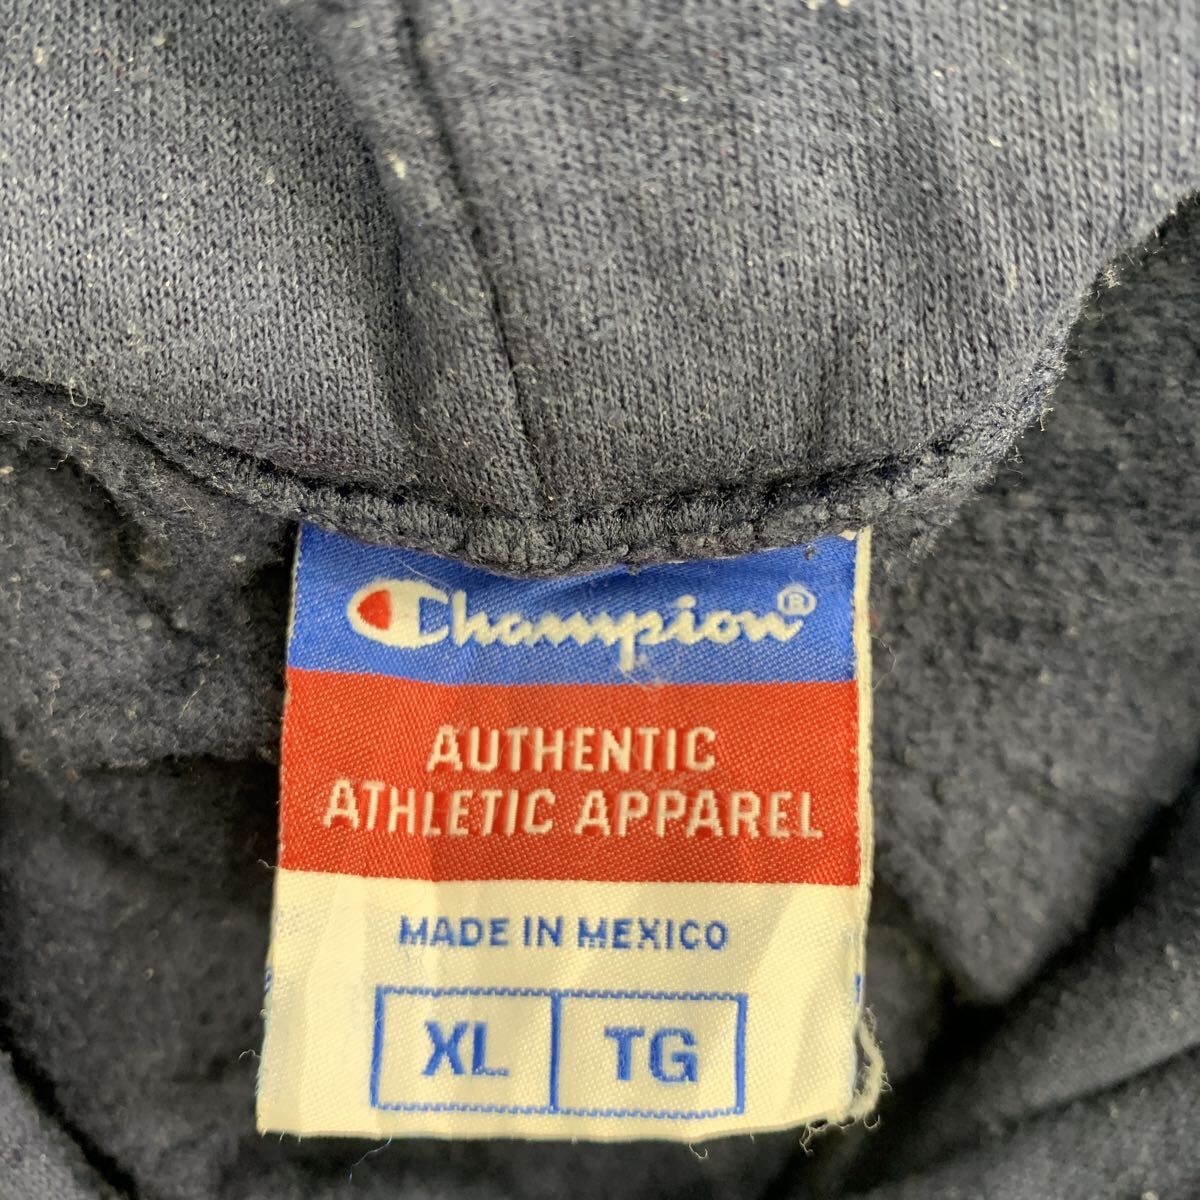 Champion®
AUTHENTIC
ATHLETIC APPAREL
MADE IN MEXICO
XL TG